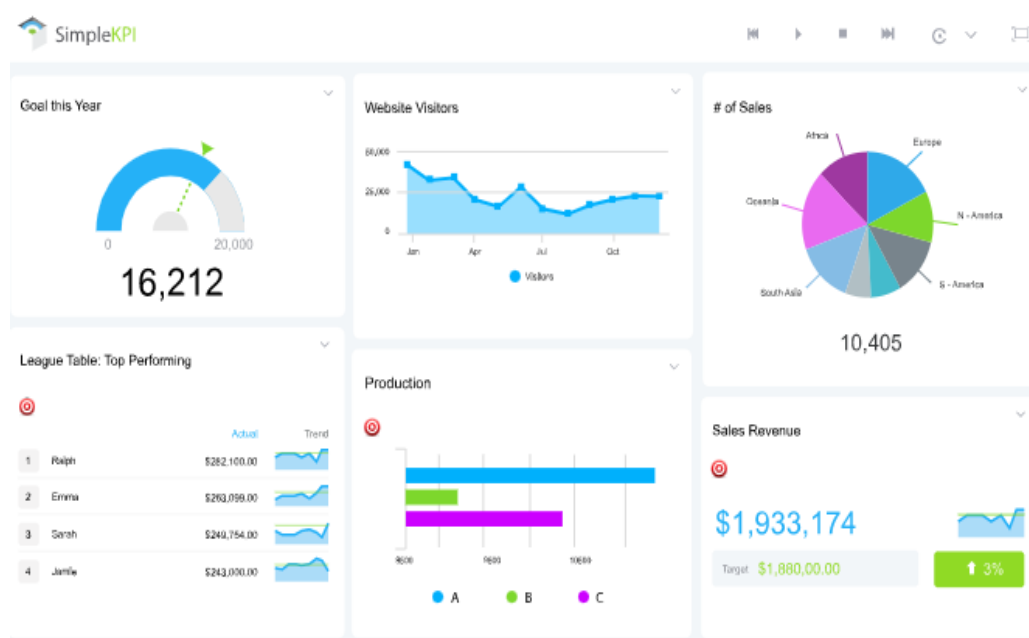 SimpleKPI
Goal this Year
0
20,000
16,212
Website Visitors
50,000
25,000
0
Jan
Apr
Jul
Oct
Visitors
# of Sales
Africa
Europe
Oceania
N - America
South Asia
S - America
10,405
League Table: Top Performing
Actual Trend
1 Ralph $282,100.00
2 Emma $263,099.00
3 Sarah $249,754.00
4 Jamie $243,000.00
Production
9500 10500
A B C
Sales Revenue
$1,933,174
Target $1,880,00.00
3%